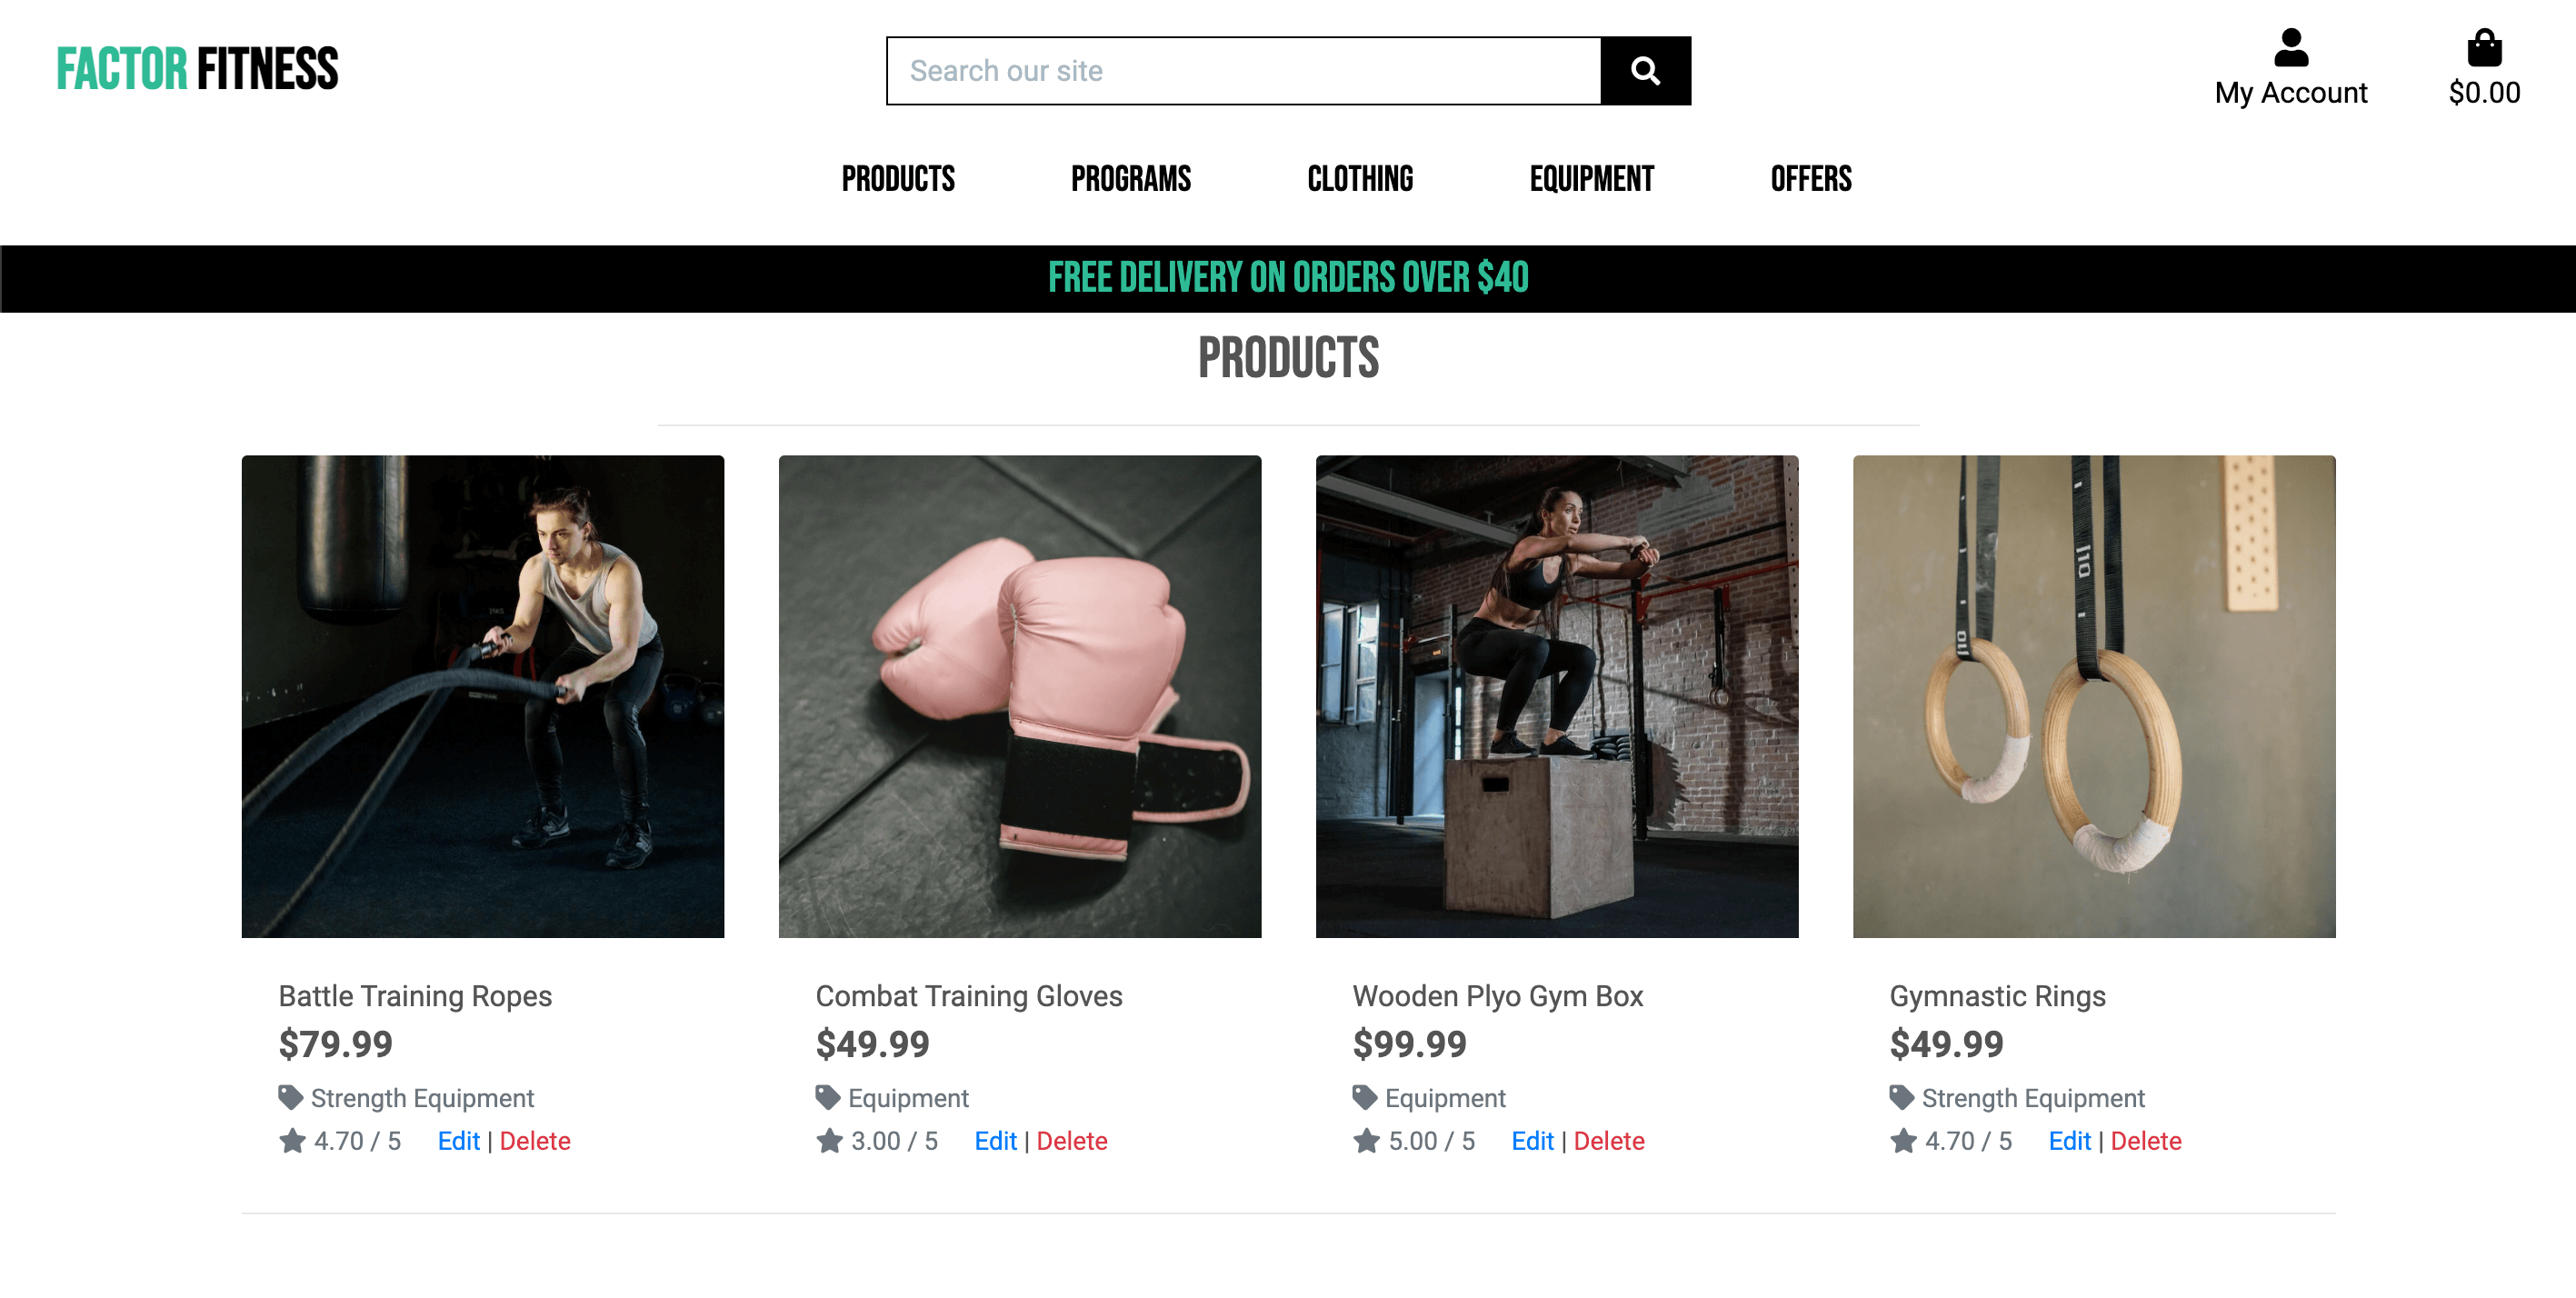 FACTOR FITNESS
Search our site
My Account
$0.00
PRODUCTS PROGRAMS CLOTHING EQUIPMENT OFFERS
FREE DELIVERY ON ORDERS OVER $40
PRODUCTS
Battle Training Ropes
$79.99
Strength Equipment
4.70 / 5 Edit | Delete
Combat Training Gloves
$49.99
Equipment
3.00 / 5 Edit | Delete
Wooden Plyo Gym Box
$99.99
Equipment
5.00 / 5 Edit | Delete
Gymnastic Rings
$49.99
Strength Equipment
4.70 / 5 Edit | Delete